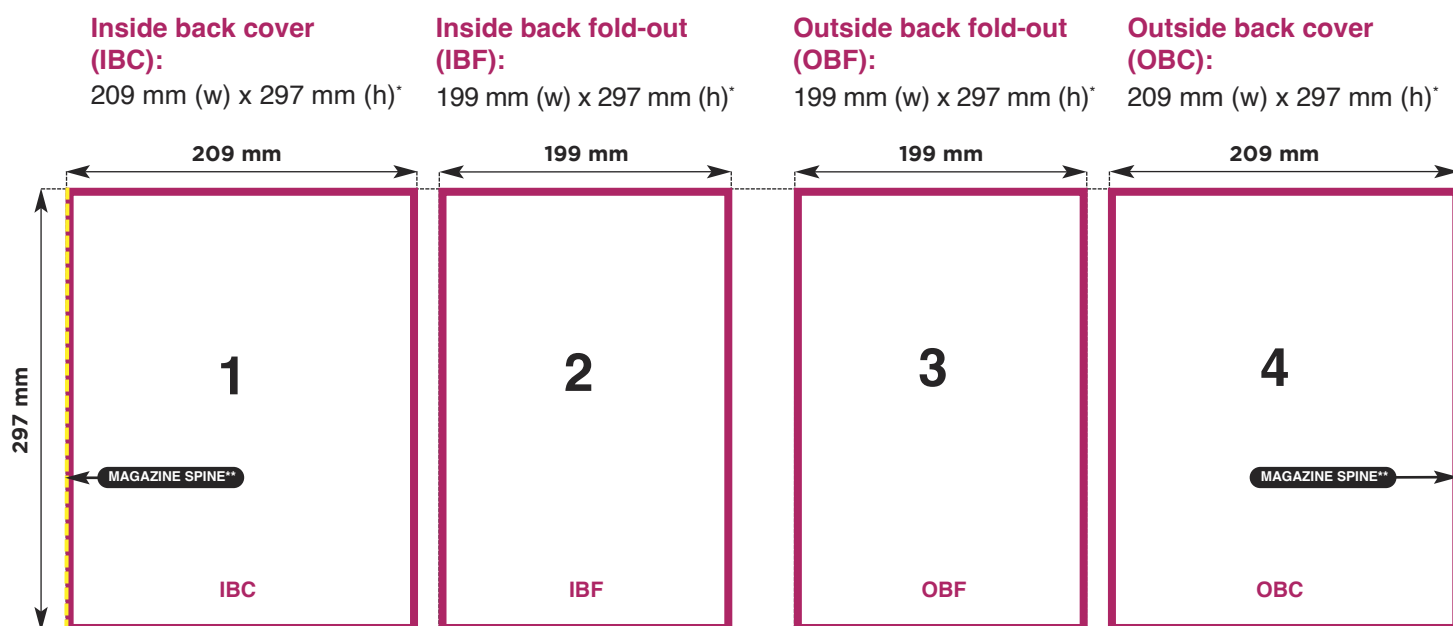 Inside back cover
(IBC):
209 mm (w) x 297 mm (h)*
Inside back fold-out
(IBF):
199 mm (w) x 297 mm (h)*
Outside back fold-out
(OBF):
199 mm (w) x 297 mm (h)*
Outside back cover
(OBC):
209 mm (w) x 297 mm (h)*
209 mm
199 mm
199 mm
209 mm
297 mm
1
2
3
4
MAGAZINE SPINE**
MAGAZINE SPINE**
IBC
IBF
OBF
OBC